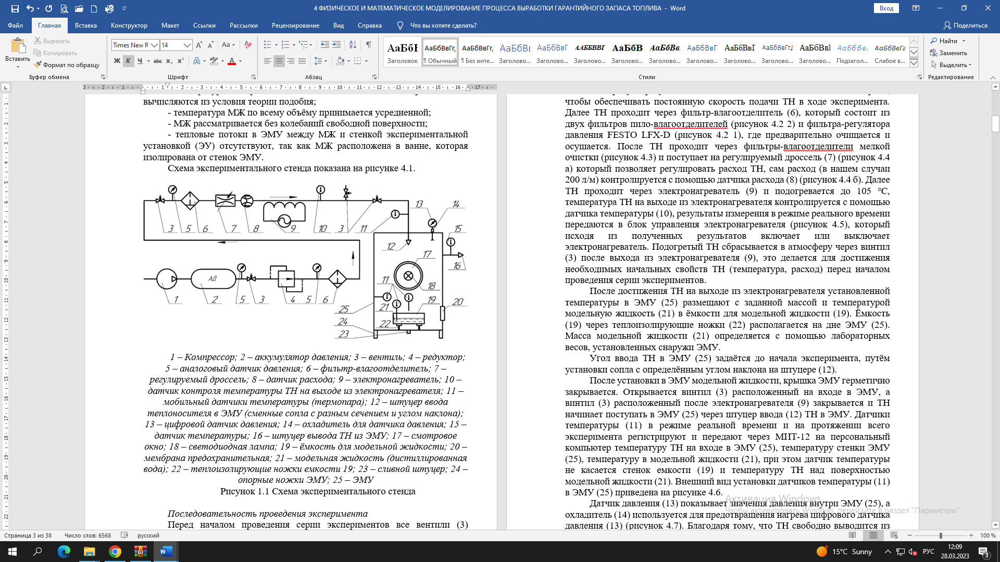 4 ФИЗИЧЕСКОЕ И МАТЕМАТИЧЕСКОЕ МОДЕЛИРОВАНИЕ ПРОЦЕССА ВЫРАБОТКИ ГАРАНТИЙНОГО ЗАПАСА ТОПЛИВА - Word
Вход
Файл
Главная
Вставка
Конструктор
Макет
Ссылки
Рассылки
Рецензирование
Вид
Справка
Что вы хотите сделать?
Поделиться
Вставить
Вырезать
Копировать
Формат по образцу
Буфер обмена
Times New R
14
Шрифт
Абзац
АаБбІ
Заголовок
АаБбВвГг,
¶ Обычный
АаБбВвГг,
¶ Без инте...
АаБбВв
Заголово...
АаБбВвГ
Заголово...
ААББВВГ
Заголово...
АаБбВ
Заголово...
АаБбВв.
Заголово...
АаБбВвГ
Заголово...
АаБбВвГ
Заголово...
АаБбВвГгД
Заголово...
АаБбВвІ
Заголово...
АаБбВв
Подзагол...
АаБбВвГг
Слабое в...
Стили
Найти
Заменить
Выделить
Редактирование
вычисляются из условия теории подобия;
- температура МЖ по всему объёму принимается усредненной;
- МЖ рассматривается без колебаний свободной поверхности;
- тепловые потоки в ЭМУ между МЖ и стенкой экспериментальной
установкой (ЭУ) отсутствуют, так как МЖ расположена в ванне, которая
изолирована от стенок ЭМУ.
Схема экспериментального стенда показана на рисунке 4.1.
3 5 6 7 8 9 10 3 11 13 14
12 15
17 16
АД
11 18
1 2 5 3 4 5 6
25 21 19 20
24 22
23
1 – Компрессор; 2 – аккумулятор давления; 3 – вентиль; 4 – редуктор;
5 – аналоговый датчик давления; 6 – фильтр-влагоотделитель; 7 –
регулируемый дроссель; 8 – датчик расхода; 9 – электронагреватель; 10 –
датчик контроля температуры ТН на выходе из электронагревателя; 11 –
мобильный датчики температуры (термопара); 12 – штуцер ввода
теплоносителя в ЭМУ (сменные сопла с разным сечением и углом наклона);
13 – цифровой датчик давления; 14 – охладитель для датчика давления; 15 –
датчик температуры; 16 – штуцер вывода ТН из ЭМУ; 17 – смотровое
окно; 18 – светодиодная лампа; 19 – ёмкость для модельной жидкости; 20 –
мембрана предохранительная; 21 – модельная жидкость (дистиллированная
вода); 22 – теплоизолирующие ножки емкости 19; 23 – сливной штуцер; 24 –
опорные ножки ЭМУ; 25 – ЭМУ
Рисунок 1.1 Схема экспериментального стенда
Последовательность проведения эксперимента
Перед началом проведения серии экспериментов все вентили (3)
чтобы обеспечивать постоянную скорость подачи ТН в ходе эксперимента.
Далее ТН проходит через фильтр-влагоотделитель (6), который состоит из
двух фильтров пило-влагоотделителей (рисунок 4.2 2) и фильтра-регулятора
давления FESTO LFX-D (рисунок 4.2 1), где предварительно очищается и
осушается. После ТН проходит через фильтры-влагоотделители мелкой
очистки (рисунок 4.3) и поступает на регулируемый дроссель (7) (рисунок 4.4
а) который позволяет регулировать расход ТН, сам расход (в нашем случаи
200 л/м) контролируется с помощью датчика расхода (8) (рисунок 4.4 б). Далее
ТН проходит через электронагреватель (9) и подогревается до 105 °С,
температура ТН на выходе из электронагревателя контролируется с помощью
датчика температуры (10), результаты измерения в режиме реального времени
передаются в блок управления электронагревателя (рисунок 4.5), который
исходя из полученных результатов включает или выключает
электронагреватель. Подогретый ТН сбрасывается в атмосферу через винтил
(3) после выхода из электронагревателя (9), это делается для достижения
необходимых начальных свойств ТН (температура, расход) перед началом
проведения серии экспериментов.
После достижения ТН на выходе из электронагревателя установленной
температуры в ЭМУ (25) размещают с заданной массой и температурой
модельную жидкость (21) в ёмкости для модельной жидкости (19). Ёмкость
(19) через теплоизолирующие ножки (22) располагается на дне ЭМУ (25).
Масса модельной жидкости (21) определяется с помощью лабораторных
весов, установленных снаружи ЭМУ.
Угол ввода ТН в ЭМУ (25) задаётся до начала эксперимента, путём
установки сопла с определённым углом наклона на штуцере (12).
После установки в ЭМУ модельной жидкости, крышка ЭМУ герметично
закрывается. Открывается винтил (3) расположенный на входе в ЭМУ, а
винтил (3) расположенный после электронагревателя (9) закрывается и ТН
начинает поступать в ЭМУ (25) через штуцер ввода (12) ТН в ЭМУ. Датчики
температуры (11) в режиме реальной времени и на протяжении всего
эксперимента регистрируют и передают через МИТ-12 на персональный
компьютер температуру ТН на входе в ЭМУ (25), температуру стенки ЭМУ
(25), температуру в модельной жидкости (21), при этом датчик температуры
не касается стенок емкости (19) и температуру ТН над поверхностью
модельной жидкости (21). Внешний вид установки датчиков температуры (11)
в ЭМУ (25) приведена на рисунке 4.6.
Датчик давления (13) показывает значения давления внутри ЭМУ (25), а
охладитель (14) используется для предотвращения нагрева цифрового датчика
давления (13) (рисунок 4.7). Благодаря тому, что ТН свободно выводится из
Активация Windows
Чтобы активировать Windows, перейдите в раздел "Параметры".
Страница 3 из 38
Число слов: 6568
русский
100 %
15°C Sunny
РУС
12:09
28.03.2023
3